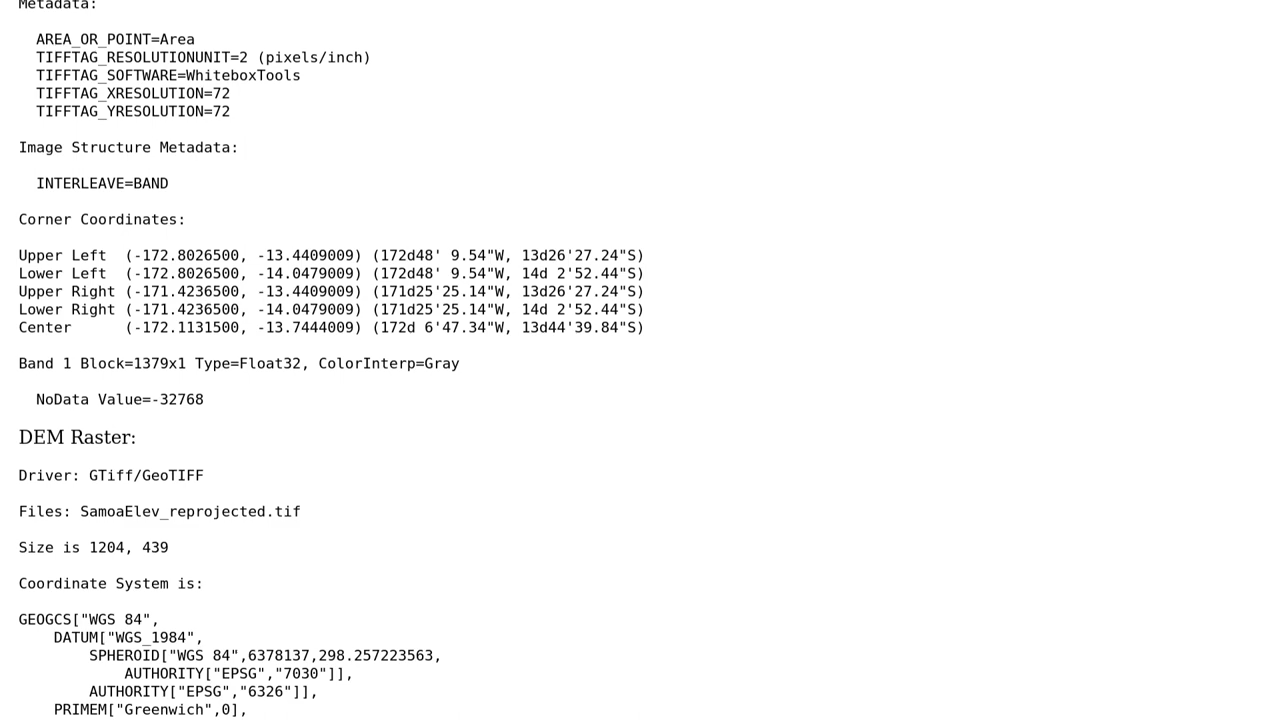 Metadata:
AREA_OR_POINT=Area
TIFFTAG_RESOLUTIONUNIT=2 (pixels/inch)
TIFFTAG_SOFTWARE=WhiteboxTools
TIFFTAG_XRESOLUTION=72
TIFFTAG_YRESOLUTION=72
Image Structure Metadata:
INTERLEAVE=BAND
Corner Coordinates:
Upper Left  (-172.8026500, -13.4409009) (172d48' 9.54"W, 13d26'27.24"S)
Lower Left  (-172.8026500, -14.0479009) (172d48' 9.54"W, 14d 2'52.44"S)
Upper Right (-171.4236500, -13.4409009) (171d25'25.14"W, 13d26'27.24"S)
Lower Right (-171.4236500, -14.0479009) (171d25'25.14"W, 14d 2'52.44"S)
Center      (-172.1131500, -13.7444009) (172d 6'47.34"W, 13d44'39.84"S)
Band 1 Block=1379x1 Type=Float32, ColorInterp=Gray
NoData Value=-32768
DEM Raster:
Driver: GTiff/GeoTIFF
Files: SamoaElev_reprojected.tif
Size is 1204, 439
Coordinate System is:
GEOGCS["WGS 84",
DATUM["WGS_1984",
SPHEROID["WGS 84",6378137,298.257223563,
AUTHORITY["EPSG","7030"]],
AUTHORITY["EPSG","6326"]],
PRIMEM["Greenwich",0],